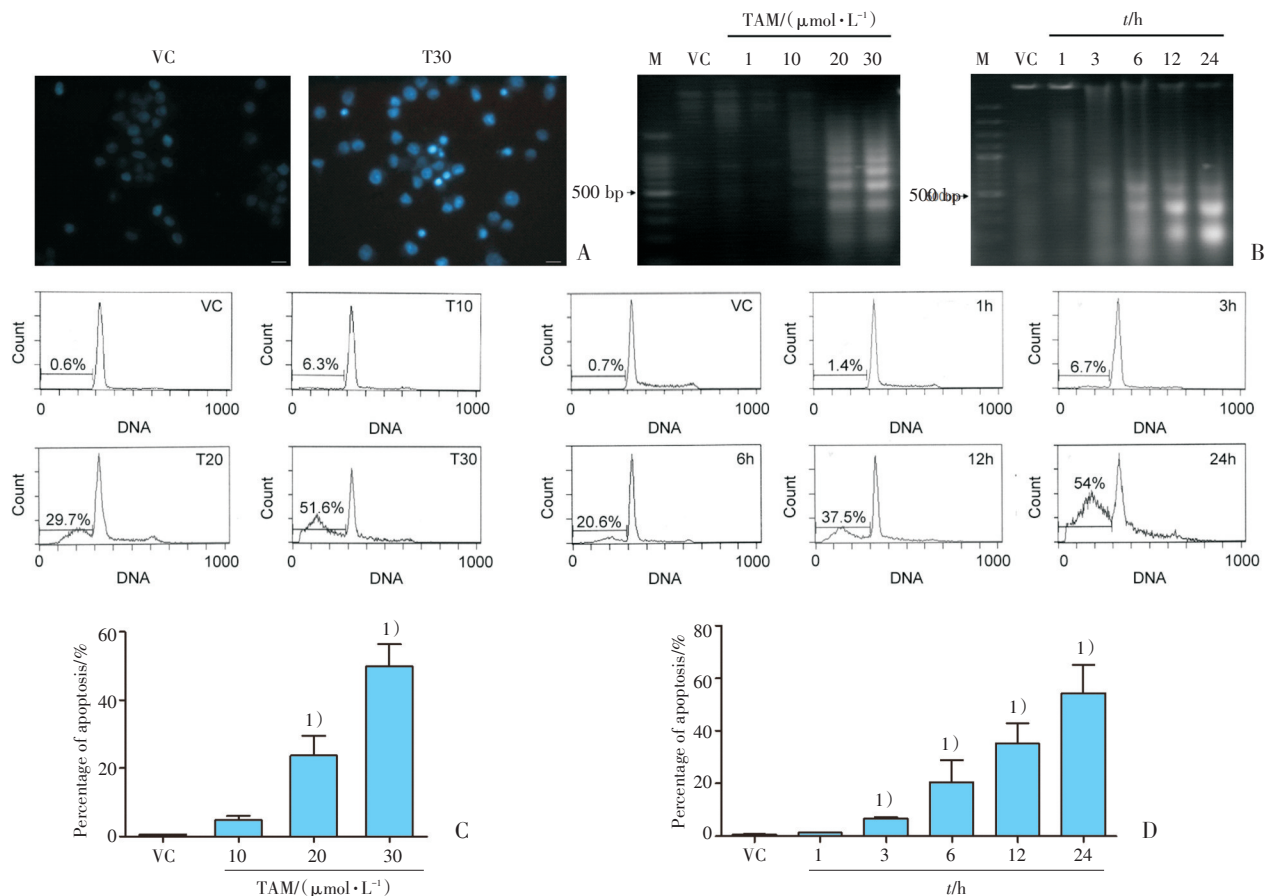 VC
T30
A
TAM/(μmol·L⁻¹)
M VC 1 10 20 30
500 bp
t/h
M VC 1 3 6 12 24
500 bp
B
VC
Count
0.6%
0 1000
DNA
T10
Count
6.3%
0 1000
DNA
VC
Count
0.7%
0 1000
DNA
1h
Count
1.4%
0 1000
DNA
3h
Count
6.7%
0 1000
DNA
T20
Count
29.7%
0 1000
DNA
T30
Count
51.6%
0 1000
DNA
6h
Count
20.6%
0 1000
DNA
12h
Count
37.5%
0 1000
DNA
24h
Count
54%
0 1000
DNA
Percentage of apoptosis/%
60
40
20
0
1)
1)
VC 10 20 30
TAM/(μmol·L⁻¹)
C
Percentage of apoptosis/%
80
60
40
20
0
1)
1)
1)
1)
VC 1 3 6 12 24
t/h
D